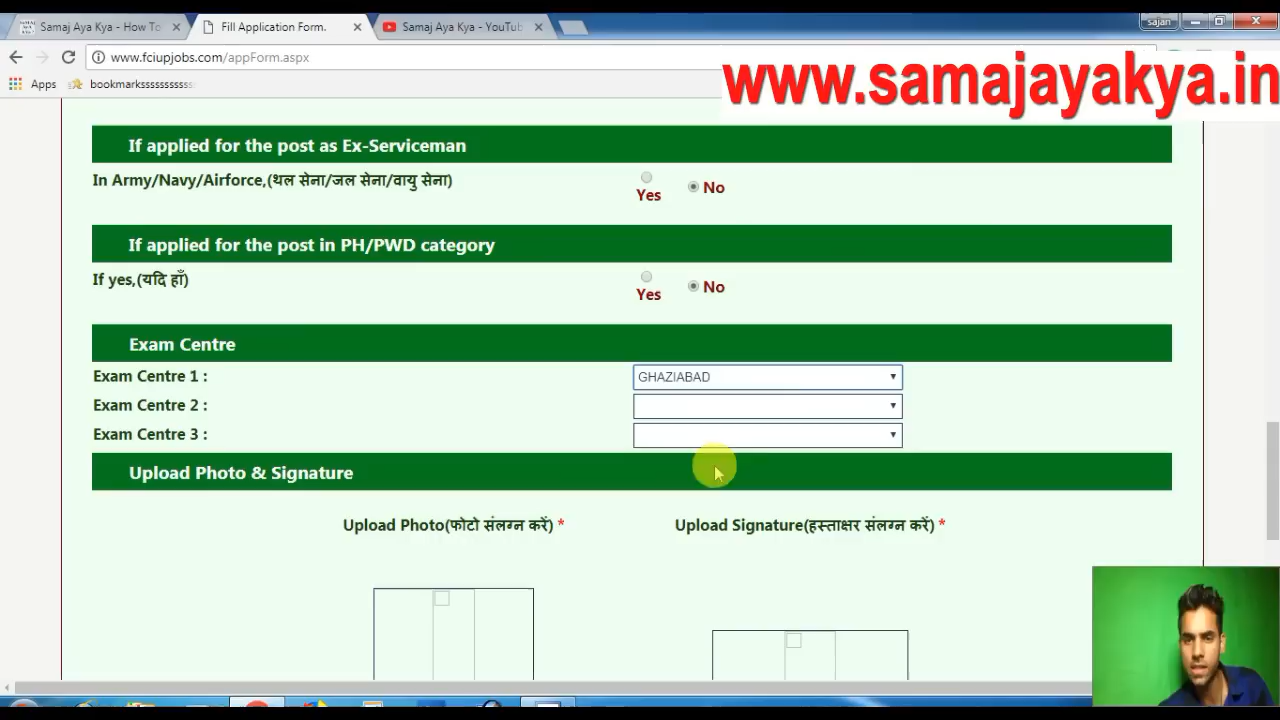 Samaj Aya Kya - How To
Fill Application Form.
Samaj Aya Kya - YouTub
sajan
www.fciupjobs.com/appForm.aspx
Apps
bookmarkssssssssss
www.samajayakya.in
If applied for the post as Ex-Serviceman
In Army/Navy/Airforce,(थल सेना/जल सेना/वायु सेना)
Yes
No
If applied for the post in PH/PWD category
If yes,(यदि हाँ)
Yes
No
Exam Centre
Exam Centre 1 :
GHAZIABAD
Exam Centre 2 :
Exam Centre 3 :
Upload Photo & Signature
Upload Photo(फोटो संलग्न करें) *
Upload Signature(हस्ताक्षर संलग्न करें) *